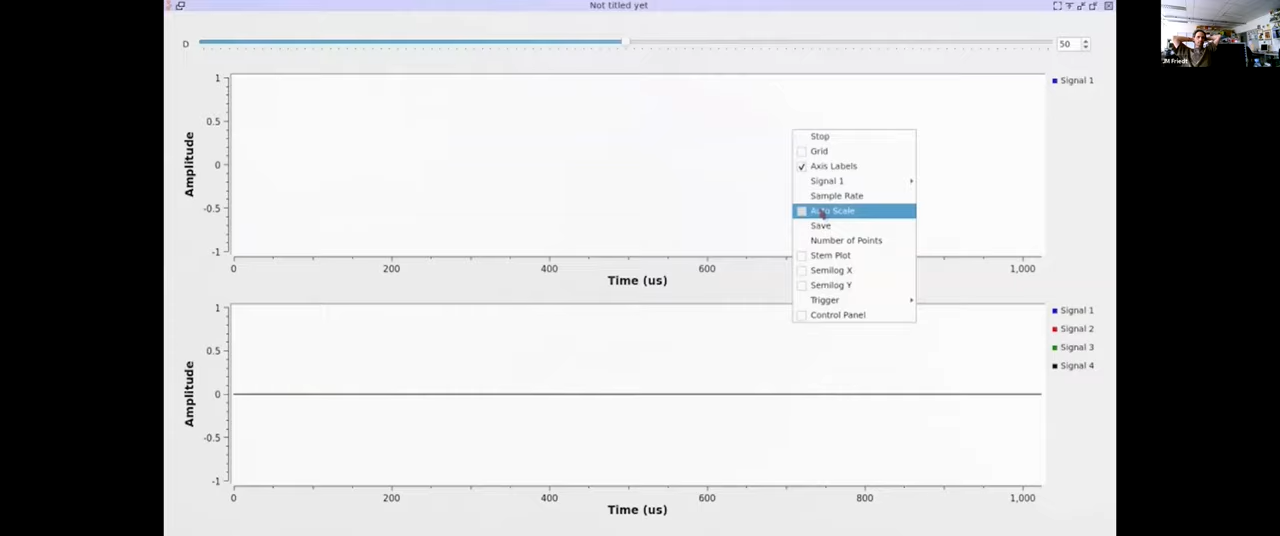 Not titled yet
D
50
1
0.5
0
-0.5
-1
Amplitude
0
200
400
600
1,000
Time (us)
Signal 1
Stop
Grid
Axis Labels
Signal 1
Sample Rate
Auto Scale
Save
Number of Points
Stem Plot
Semilog X
Semilog Y
Trigger
Control Panel
1
0.5
0
-0.5
-1
Amplitude
0
200
400
600
800
1,000
Time (us)
Signal 1
Signal 2
Signal 3
Signal 4
JM Friedt